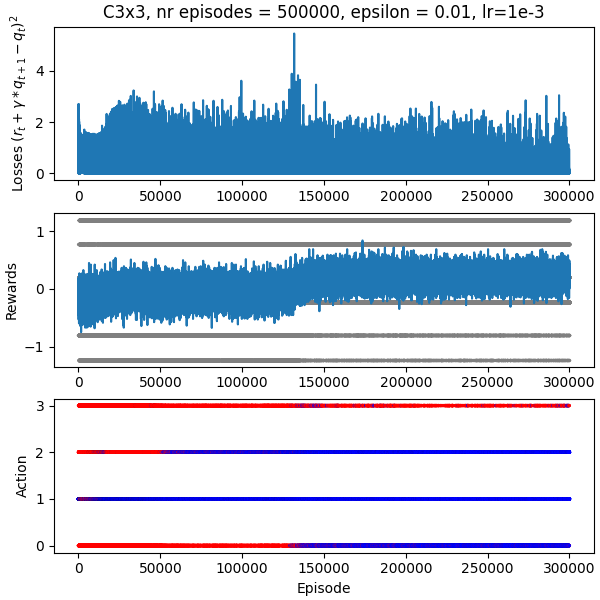 C3x3, nr episodes = 500000, epsilon = 0.01, lr=1e-3
Losses $(r_t + \gamma * q_{t+1} - q_t)^2$
4
2
0
0 50000 100000 150000 200000 250000 300000
Rewards
1
0
−1
0 50000 100000 150000 200000 250000 300000
Action
3
2
1
0
0 50000 100000 150000 200000 250000 300000
Episode